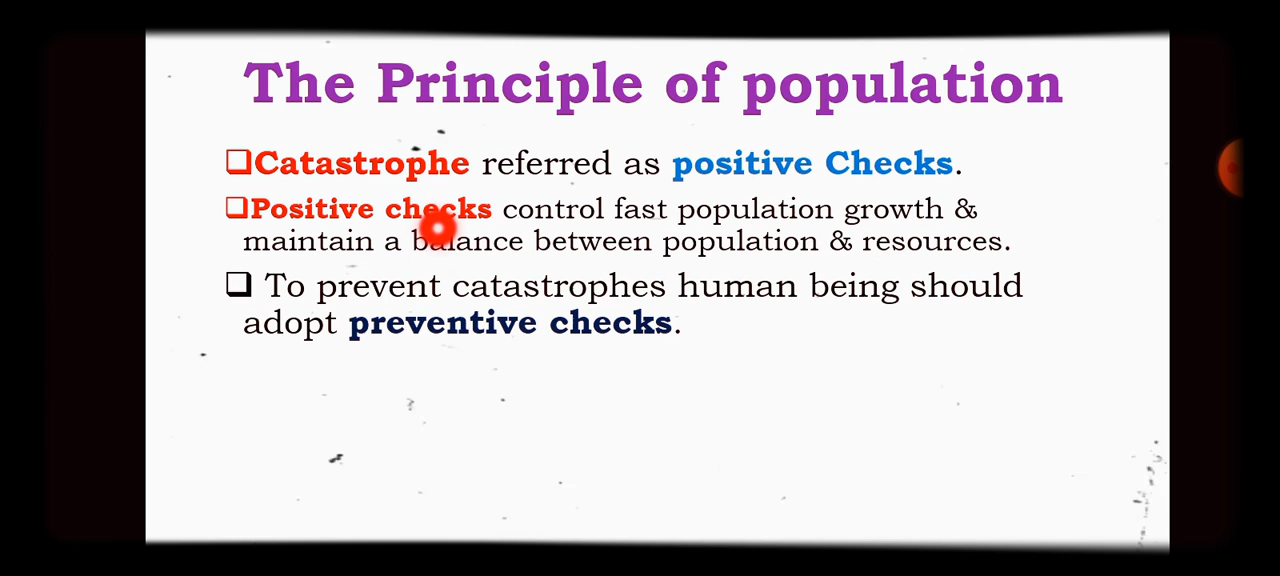 The Principle of population
❑Catastrophe referred as positive Checks.
❑Positive checks control fast population growth &
maintain a balance between population & resources.
❑ To prevent catastrophes human being should
adopt preventive checks.